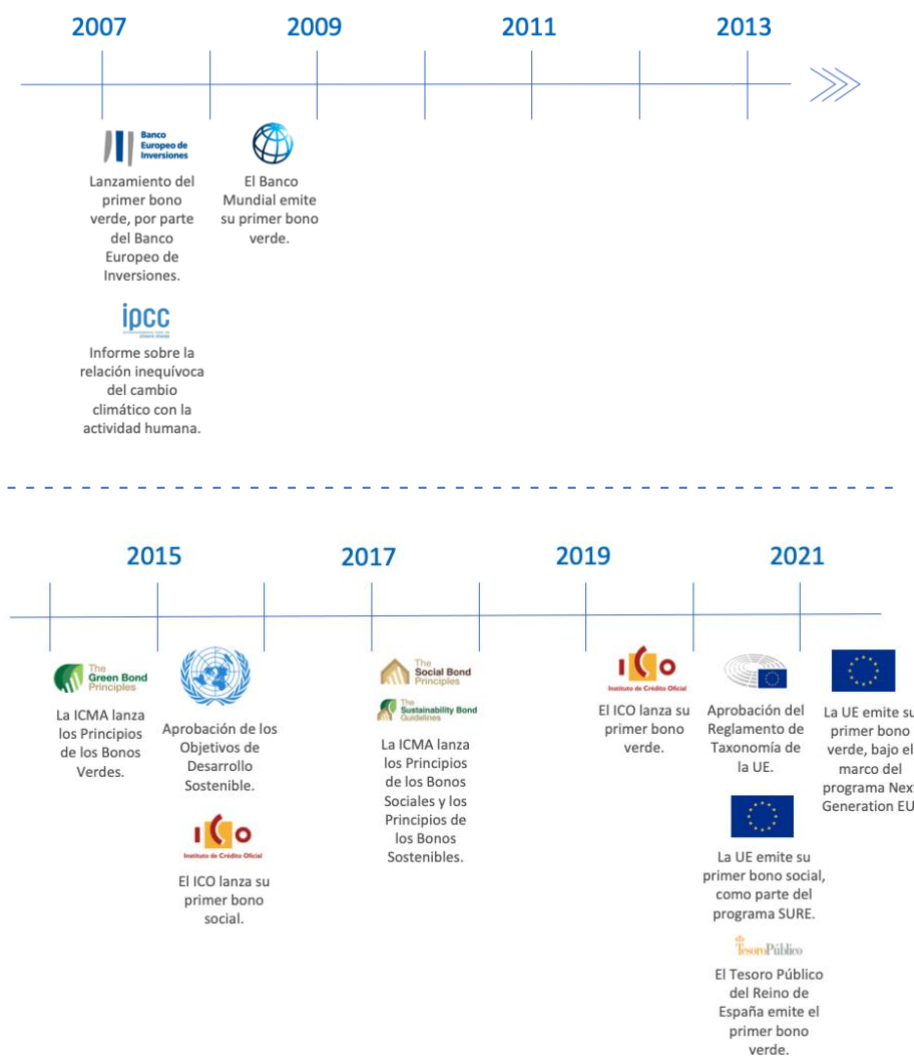 2007
2009
2011
2013
Banco
Europeo de
Inversiones
Lanzamiento del
primer bono
verde, por parte
del Banco
Europeo de
Inversiones.
El Banco
Mundial emite
su primer bono
verde.
ipcc
Informe sobre la
relación inequívoca
del cambio
climático con la
actividad humana.
2015
2017
2019
2021
The
Green Bond
Principles
La ICMA lanza
los Principios
de los Bonos
Verdes.
Aprobación de los
Objetivos de
Desarrollo
Sostenible.
ICO
Instituto de Crédito Oficial
El ICO lanza su
primer bono
social.
The
Social Bond
Principles
The
Sustainability Bond
Guidelines
La ICMA lanza
los Principios
de los Bonos
Sociales y los
Principios de
los Bonos
Sostenibles.
ICO
Instituto de Crédito Oficial
El ICO lanza su
primer bono
verde.
Aprobación del
Reglamento de
Taxonomía de
la UE.
La UE emite su
primer bono social,
como parte del
programa SURE.
TesoroPúblico
El Tesoro Público
del Reino de
España emite el
primer bono
verde.
La UE emite su
primer bono
verde, bajo el
marco del
programa Next
Generation EU